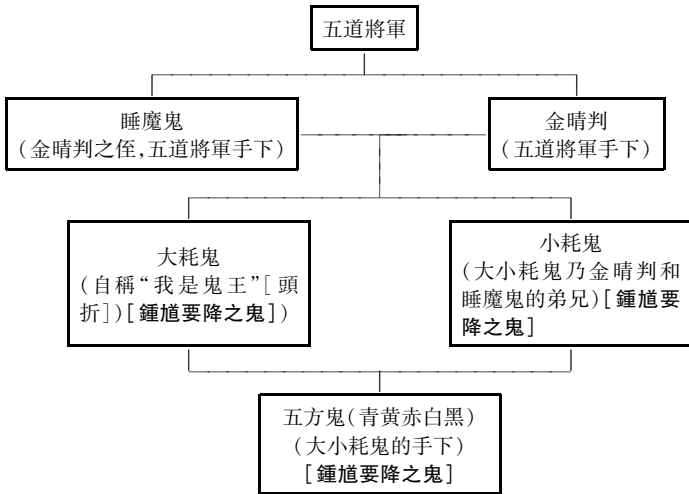 五道將軍
睡魔鬼
(金睛判之侄,五道將軍手下)
金睛判
(五道將軍手下)
大耗鬼
(自稱“我是鬼王”[頭
折])[鍾馗要降之鬼])
小耗鬼
(大小耗鬼乃金睛判和
睡魔鬼的弟兄)[鍾馗要
降之鬼]
五方鬼(青黃赤白黑)
(大小耗鬼的手下)
[鍾馗要降之鬼]